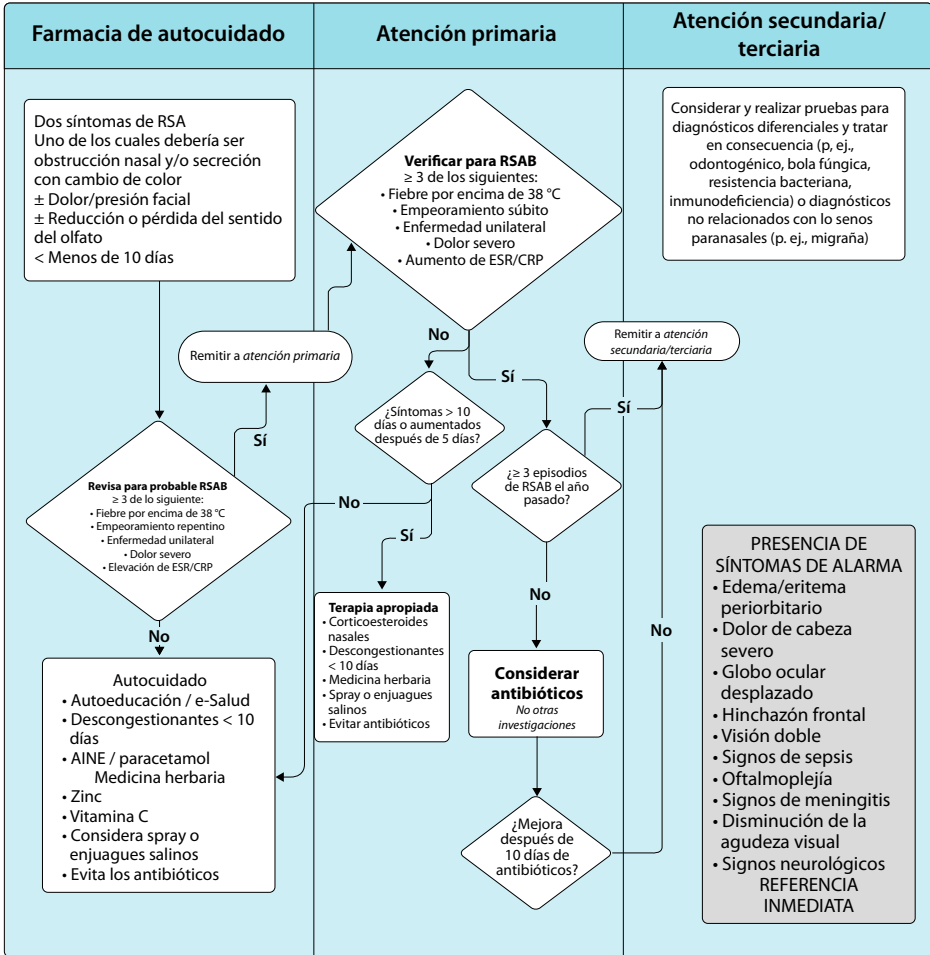 Farmacia de autocuidado
Atención primaria
Atención secundaria/
terciaria
Dos síntomas de RSA
Uno de los cuales debería ser
obstrucción nasal y/o secreción
con cambio de color
± Dolor/presión facial
± Reducción o pérdida del sentido
del olfato
< Menos de 10 días
Remitir a atención primaria
Sí
Revisa para probable RSAB
≥ 3 de lo siguiente:
• Fiebre por encima de 38 °C
• Empeoramiento repentino
• Enfermedad unilateral
• Dolor severo
• Elevación de ESR/CRP
No
Autocuidado
• Autoeducación / e-Salud
• Descongestionantes < 10
días
• AINE / paracetamol
Medicina herbaria
• Zinc
• Vitamina C
• Considera spray o
enjuagues salinos
• Evita los antibióticos
Verificar para RSAB
≥ 3 de los siguientes:
• Fiebre por encima de 38 °C
• Empeoramiento súbito
• Enfermedad unilateral
• Dolor severo
• Aumento de ESR/CRP
No
Sí
¿Síntomas > 10
días o aumentados
después de 5 días?
No
Sí
Terapia apropiada
• Corticoesteroides
nasales
• Descongestionantes
< 10 días
• Medicina herbaria
• Spray o enjuagues
salinos
• Evitar antibióticos
¿≥ 3 episodios
de RSAB el año
pasado?
Sí
No
Considerar
antibióticos
No otras
investigaciones
¿Mejora
después de
10 días de
antibióticos?
No
Considerar y realizar pruebas para
diagnósticos diferenciales y tratar
en consecuencia (p, ej.,
odontogénico, bola fúngica,
resistencia bacteriana,
inmunodeficiencia) o diagnósticos
no relacionados con lo senos
paranasales (p. ej., migraña)
Remitir a atención
secundaria/terciaria
PRESENCIA DE
SÍNTOMAS DE ALARMA
• Edema/eritema
periorbitario
• Dolor de cabeza
severo
• Globo ocular
desplazado
• Hinchazón frontal
• Visión doble
• Signos de sepsis
• Oftalmoplejía
• Signos de meningitis
• Disminución de la
agudeza visual
• Signos neurológicos
REFERENCIA
INMEDIATA